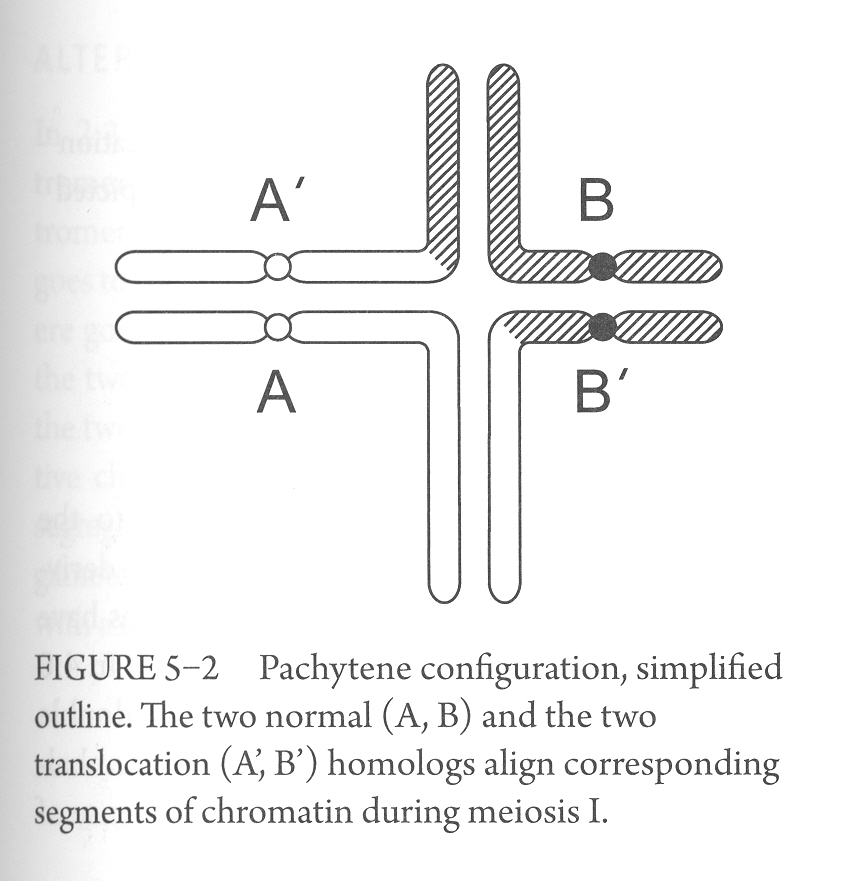 A′
B
A
B′
FIGURE 5–2 Pachytene configuration, simplified
outline. The two normal (A, B) and the two
translocation (A’, B’) homologs align corresponding
segments of chromatin during meiosis I.